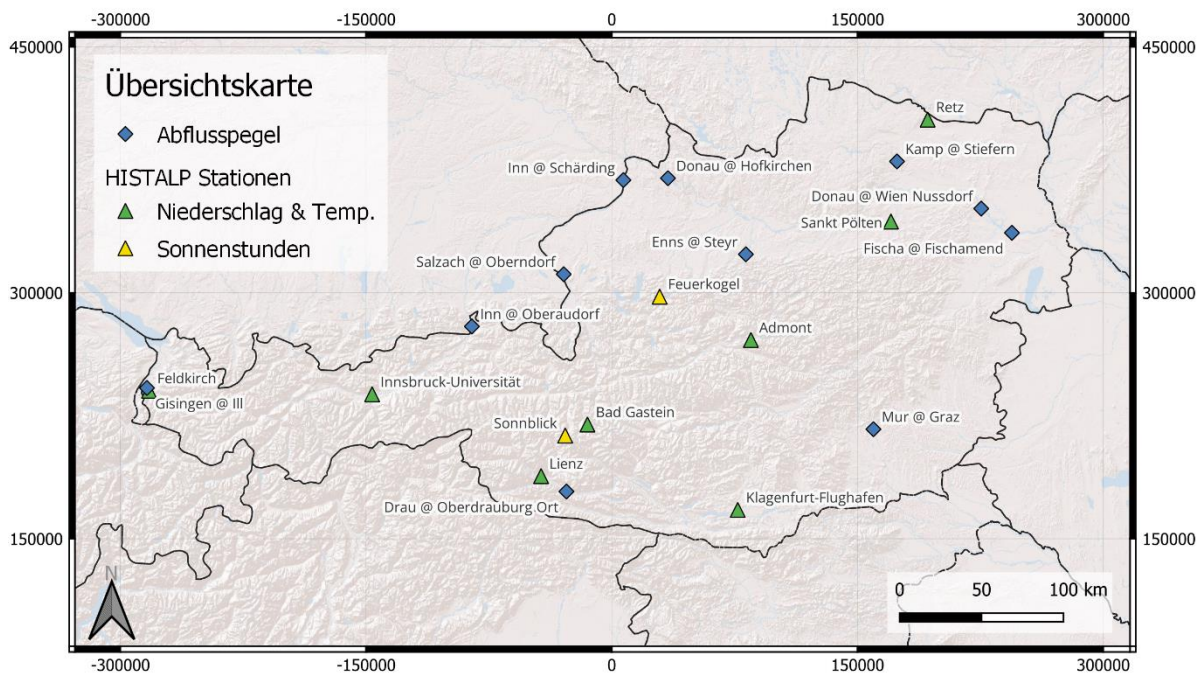 -300000 -150000 0 150000 300000
450000 450000
Übersichtskarte
Abflusspegel
HISTALP Stationen
Niederschlag & Temp.
Sonnenstunden
Retz
Kamp @ Stiefern
Inn @ Schärding
Donau @ Hofkirchen
Donau @ Wien Nussdorf
Sankt Pölten
Enns @ Steyr
Fischa @ Fischamend
Salzach @ Oberndorf
Feuerkogel
300000 300000
Inn @ Oberaudorf
Admont
Feldkirch
Innsbruck-Universität
Gisingen @ Ill
Bad Gastein
Sonnblick
Mur @ Graz
Lienz
Klagenfurt-Flughafen
Drau @ Oberdrauburg Ort
150000 150000
N
0 50 100 km
-300000 -150000 0 150000 300000